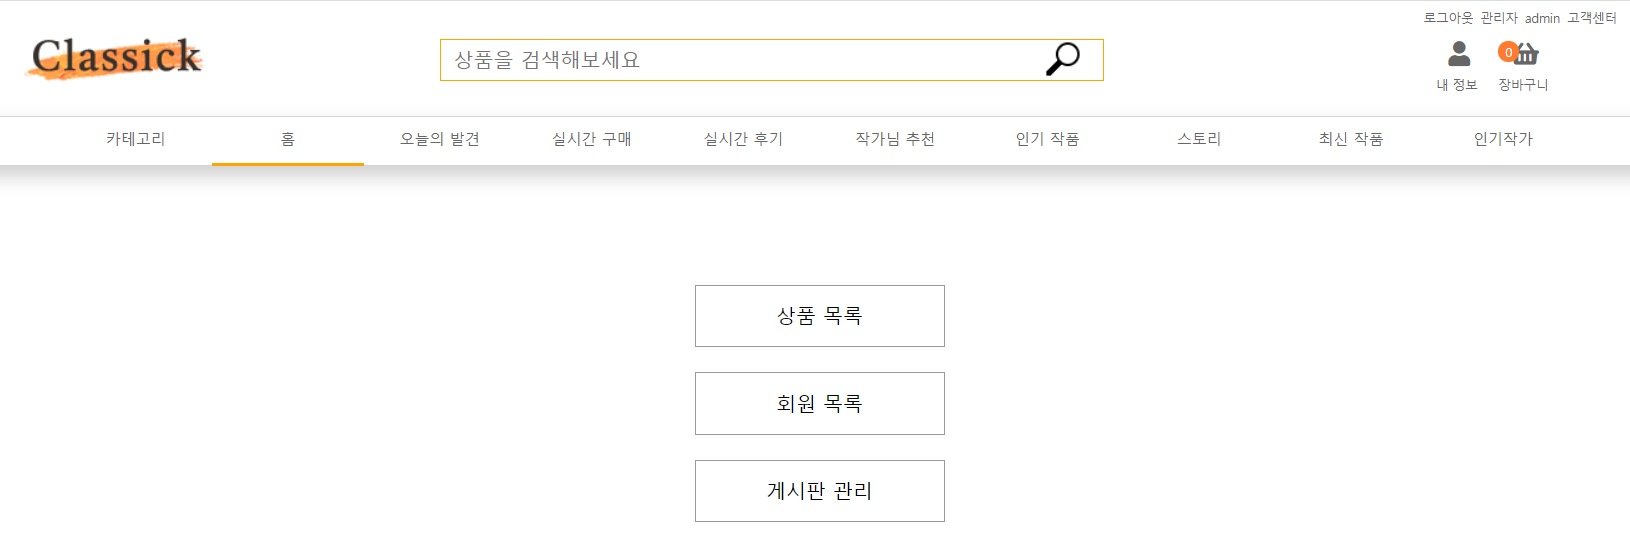 로그아웃 관리자 admin 고객센터
Classick
상품을 검색해보세요
0
내 정보 장바구니
카테고리 홈 오늘의 발견 실시간 구매 실시간 후기 작가님 추천 인기 작품 스토리 최신 작품 인기작가
상품 목록
회원 목록
게시판 관리